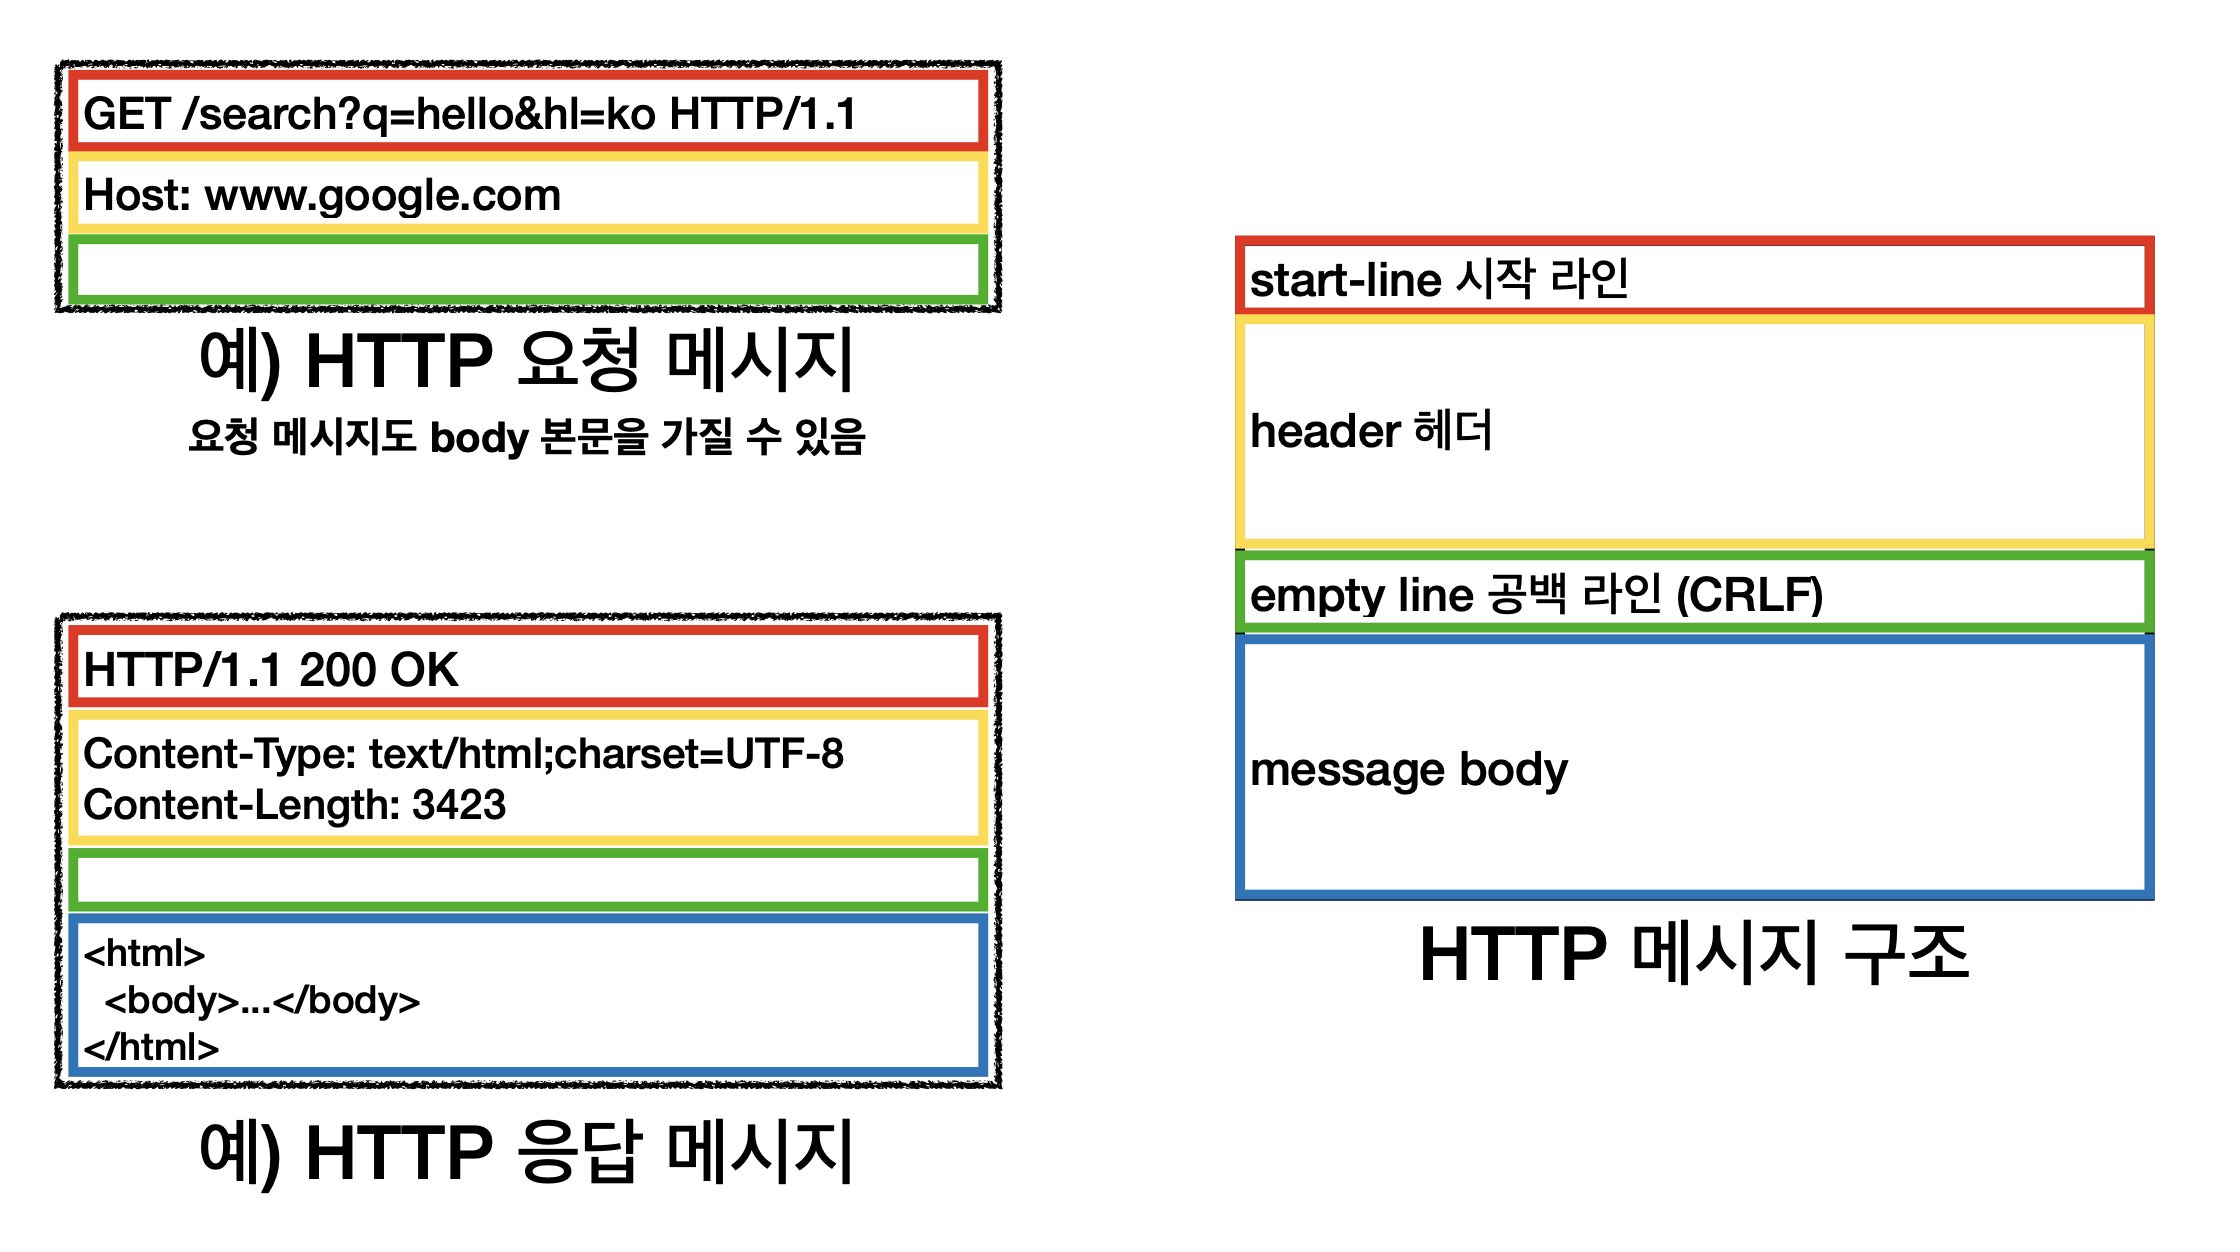 GET /search?q=hello&hl=ko HTTP/1.1
Host: www.google.com
예) HTTP 요청 메시지
요청 메시지도 body 본문을 가질 수 있음
HTTP/1.1 200 OK
Content-Type: text/html;charset=UTF-8
Content-Length: 3423
<html>
  <body>...</body>
</html>
예) HTTP 응답 메시지
start-line 시작 라인
header 헤더
empty line 공백 라인 (CRLF)
message body
HTTP 메시지 구조